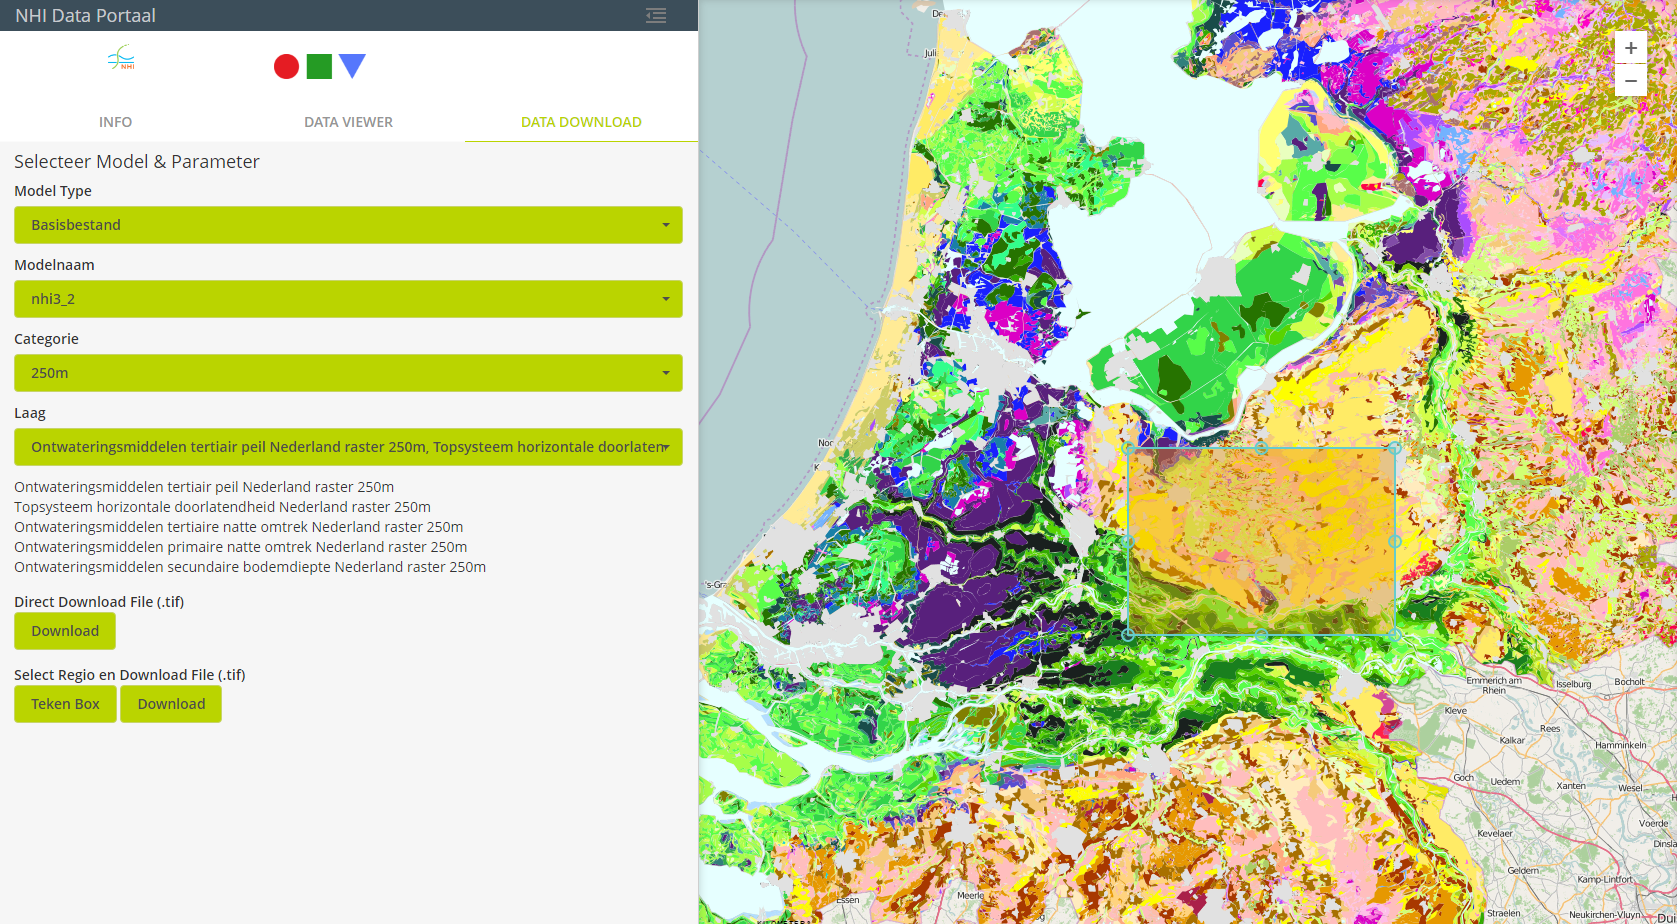 NHI Data Portaal
NHI
INFO
DATA VIEWER
DATA DOWNLOAD
Selecteer Model & Parameter
Model Type
Basisbestand
Modelnaam
nhi3_2
Categorie
250m
Laag
Ontwateringsmiddelen tertiair peil Nederland raster 250m, Topsysteem horizontale doorlaten
Ontwateringsmiddelen tertiair peil Nederland raster 250m
Topsysteem horizontale doorlatendheid Nederland raster 250m
Ontwateringsmiddelen tertiaire natte omtrek Nederland raster 250m
Ontwateringsmiddelen primaire natte omtrek Nederland raster 250m
Ontwateringsmiddelen secundaire bodemdiepte Nederland raster 250m
Direct Download File (.tif)
Download
Select Regio en Download File (.tif)
Teken Box
Download
+
−
De
Juli
Noo
K
's-Gra
Emmerich am
Rhein
Isselburg
Bocholt
Kleve
Rees
Kalkar
Hamminkeln
Goch
Uedem
Xanten
Wesel
H
Voerde
Kevelaer
Dinsla
Geldern
Kamp-Lintfort
Straelen
Neukirchen-Vluyn
Du
Essen
Meerle